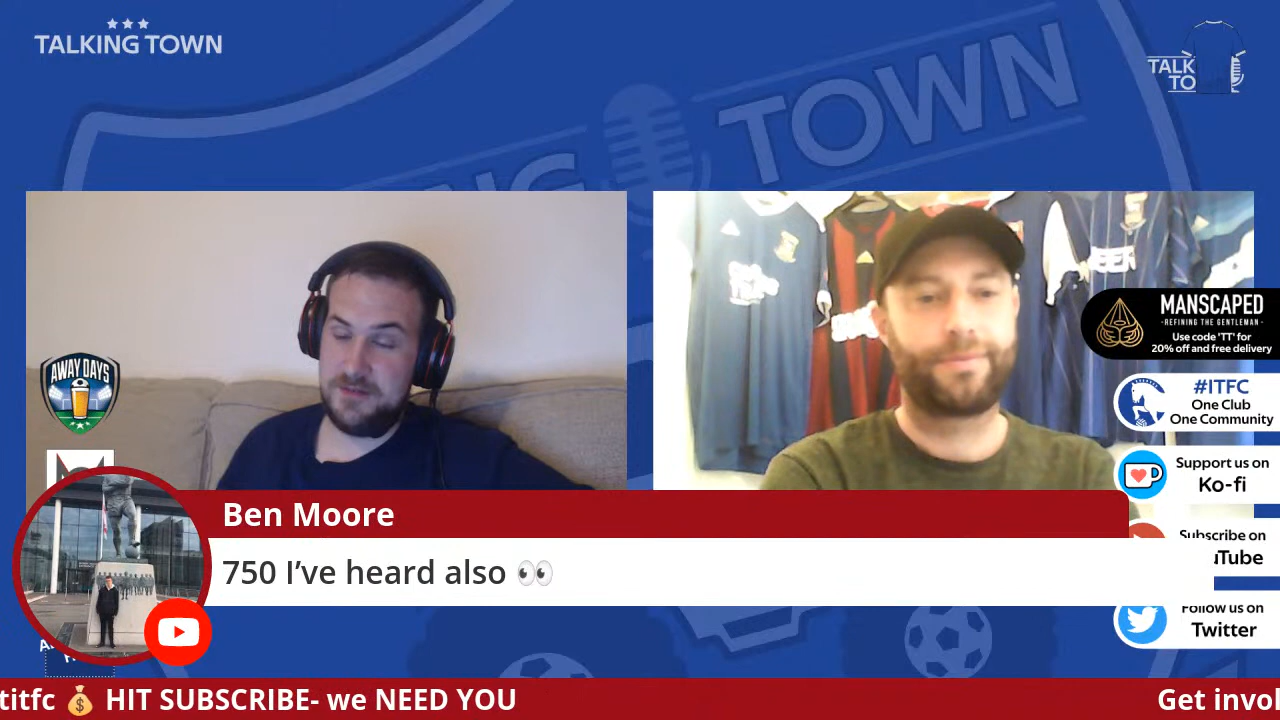 TALKING TOWN
TALK
TO
TOWN
AWAY DAYS
MANSCAPED
-REFINING THE GENTLEMAN-
Use code 'TT' for
20% off and free delivery
#ITFC
One Club
One Community
Support us on
Ko-fi
Ben Moore
Subscribe on
uTube
750 I’ve heard also 👀
Follow us on
Twitter
titfc 💰 HIT SUBSCRIBE- we NEED YOU
Get invol